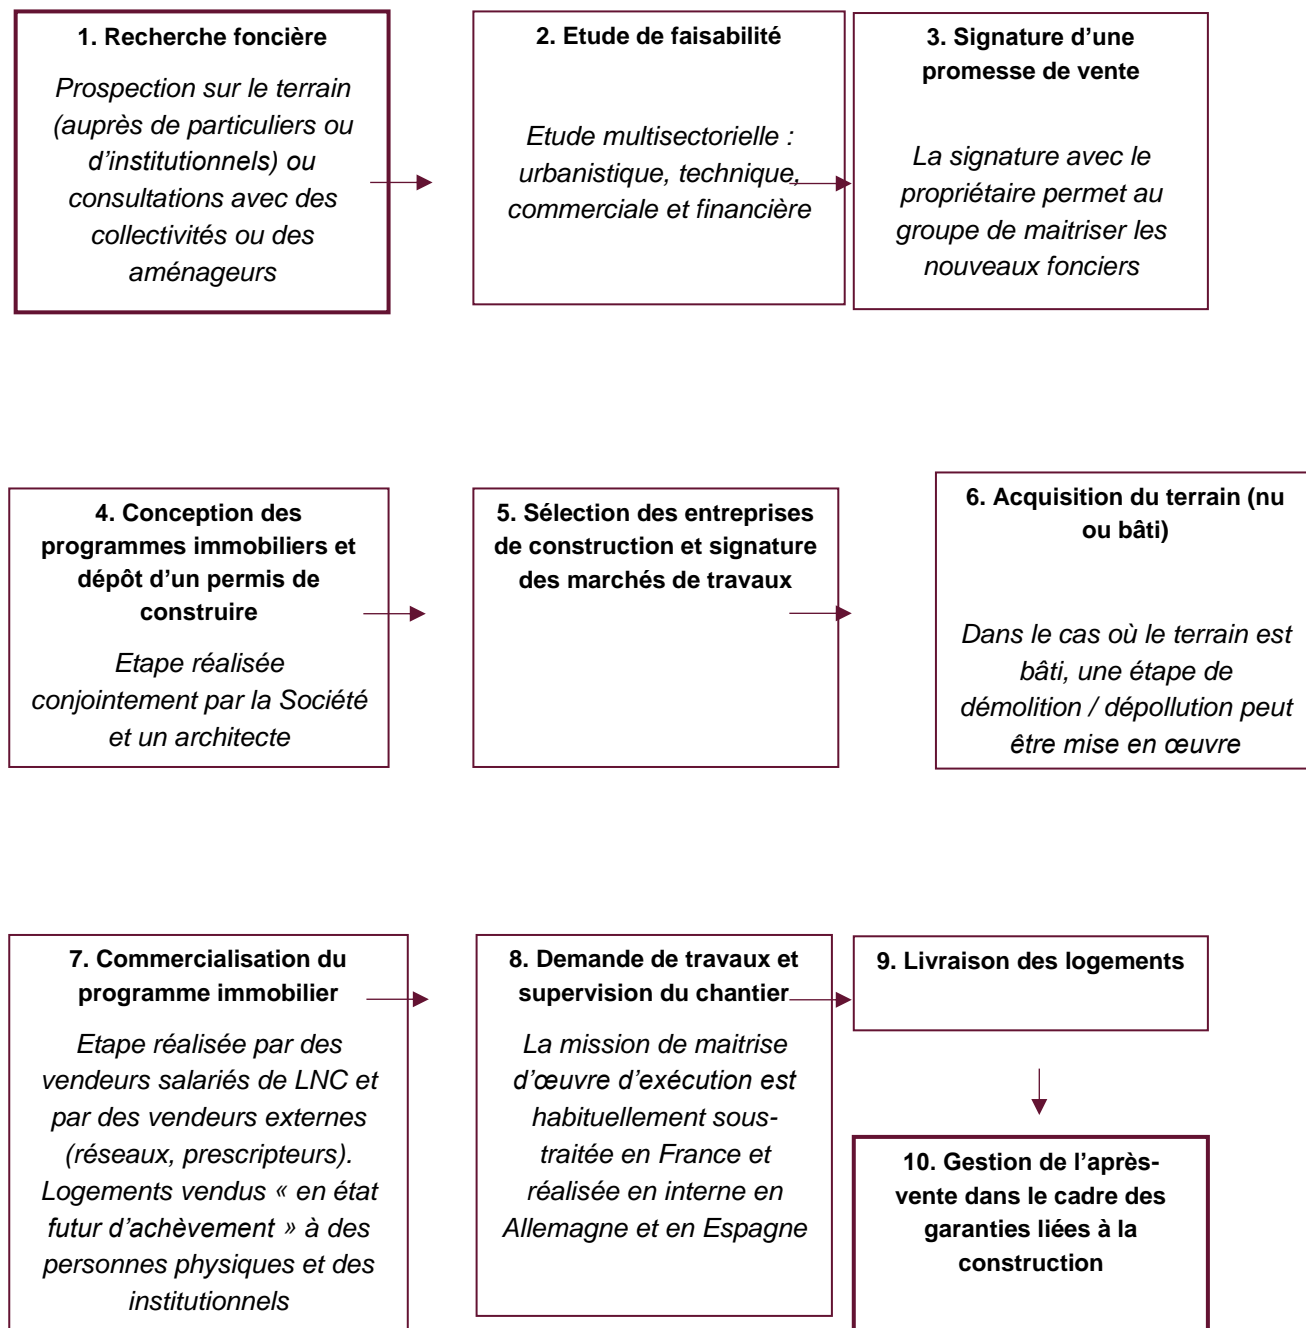 1. Recherche foncière
Prospection sur le terrain
(auprès de particuliers ou
d’institutionnels) ou
consultations avec des
collectivités ou des
aménageurs
2. Etude de faisabilité
Etude multisectorielle :
urbanistique, technique,
commerciale et financière
3. Signature d’une
promesse de vente
La signature avec le
propriétaire permet au
groupe de maitriser les
nouveaux fonciers
4. Conception des
programmes immobiliers et
dépôt d’un permis de
construire
Etape réalisée
conjointement par la Société
et un architecte
5. Sélection des entreprises
de construction et signature
des marchés de travaux
6. Acquisition du terrain (nu
ou bâti)
Dans le cas où le terrain est
bâti, une étape de
démolition / dépollution peut
être mise en œuvre
7. Commercialisation du
programme immobilier
Etape réalisée par des
vendeurs salariés de LNC et
par des vendeurs externes
(réseaux, prescripteurs).
Logements vendus « en état
futur d’achèvement » à des
personnes physiques et des
institutionnels
8. Demande de travaux et
supervision du chantier
La mission de maitrise
d’œuvre d’exécution est
habituellement sous-
traitée en France et
réalisée en interne en
Allemagne et en Espagne
9. Livraison des logements
10. Gestion de l’après-
vente dans le cadre des
garanties liées à la
construction